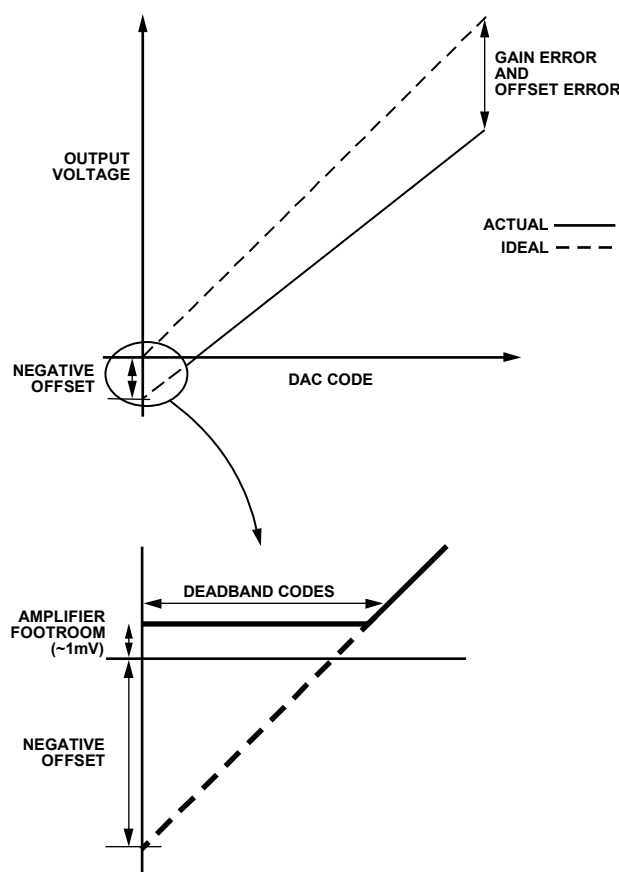 GAIN ERROR
AND
OFFSET ERROR
OUTPUT
VOLTAGE
ACTUAL
IDEAL
NEGATIVE
OFFSET
DAC CODE
DEADBAND CODES
AMPLIFIER
FOOTROOM
(~1mV)
NEGATIVE
OFFSET